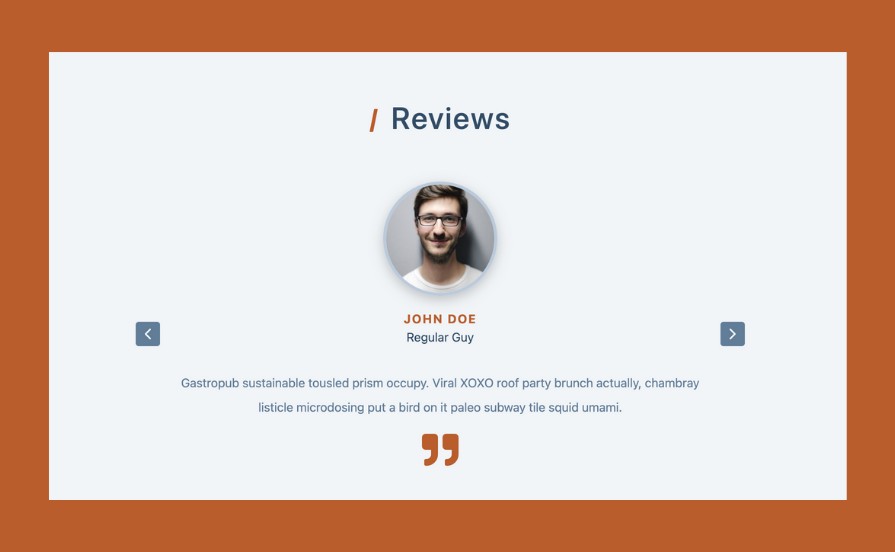 / Reviews
JOHN DOE
Regular Guy
Gastropub sustainable tousled prism occupy. Viral XOXO roof party brunch actually, chambray
listicle microdosing put a bird on it paleo subway tile squid umami.
”